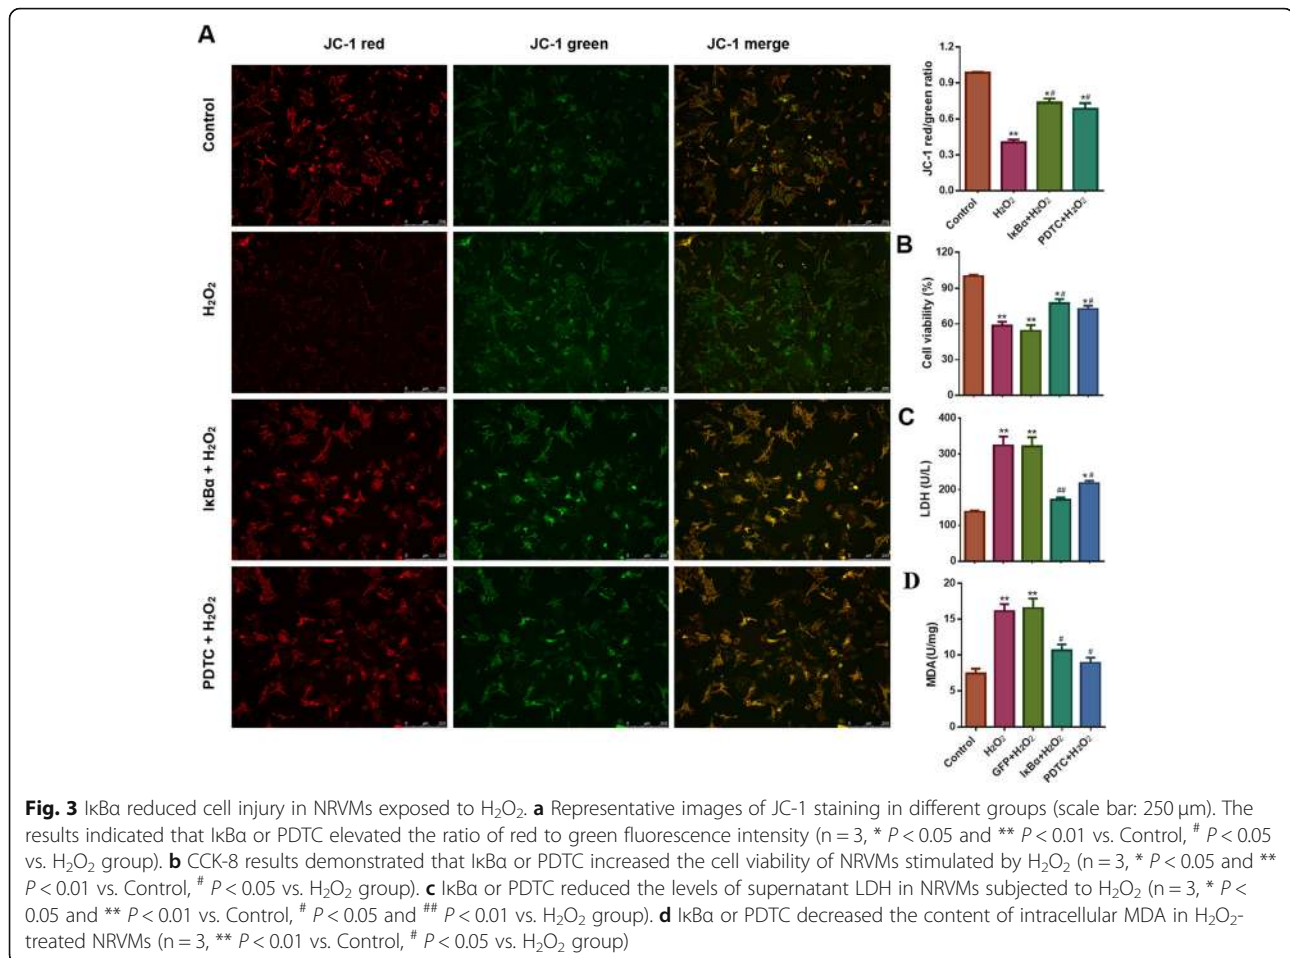 A
JC-1 red
JC-1 green
JC-1 merge
Control
H₂O₂
IκBα + H₂O₂
PDTC + H₂O₂
JC-1 red/green ratio
1.2
0.9
0.6
0.3
0.0
**
*#
*#
Control
H₂O₂
IκBα+H₂O₂
PDTC+H₂O₂
B
Cell viability (%)
120
90
60
30
0
**
**
*#
*#
C
LDH (U/L)
400
300
200
100
0
**
**
##
*#
D
MDA(U/mg)
20
15
10
5
0
**
**
#
#
Control
H₂O₂
GFP+H₂O₂
IκBα+H₂O₂
PDTC+H₂O₂
Fig. 3 IκBα reduced cell injury in NRVMs exposed to H₂O₂. a Representative images of JC-1 staining in different groups (scale bar: 250 μm). The
results indicated that IκBα or PDTC elevated the ratio of red to green fluorescence intensity (n = 3, * P < 0.05 and ** P < 0.01 vs. Control, # P < 0.05
vs. H₂O₂ group). b CCK-8 results demonstrated that IκBα or PDTC increased the cell viability of NRVMs stimulated by H₂O₂ (n = 3, * P < 0.05 and **
P < 0.01 vs. Control, # P < 0.05 vs. H₂O₂ group). c IκBα or PDTC reduced the levels of supernatant LDH in NRVMs subjected to H₂O₂ (n = 3, * P <
0.05 and ** P < 0.01 vs. Control, # P < 0.05 and ## P < 0.01 vs. H₂O₂ group). d IκBα or PDTC decreased the content of intracellular MDA in H₂O₂-
treated NRVMs (n = 3, ** P < 0.01 vs. Control, # P < 0.05 vs. H₂O₂ group)